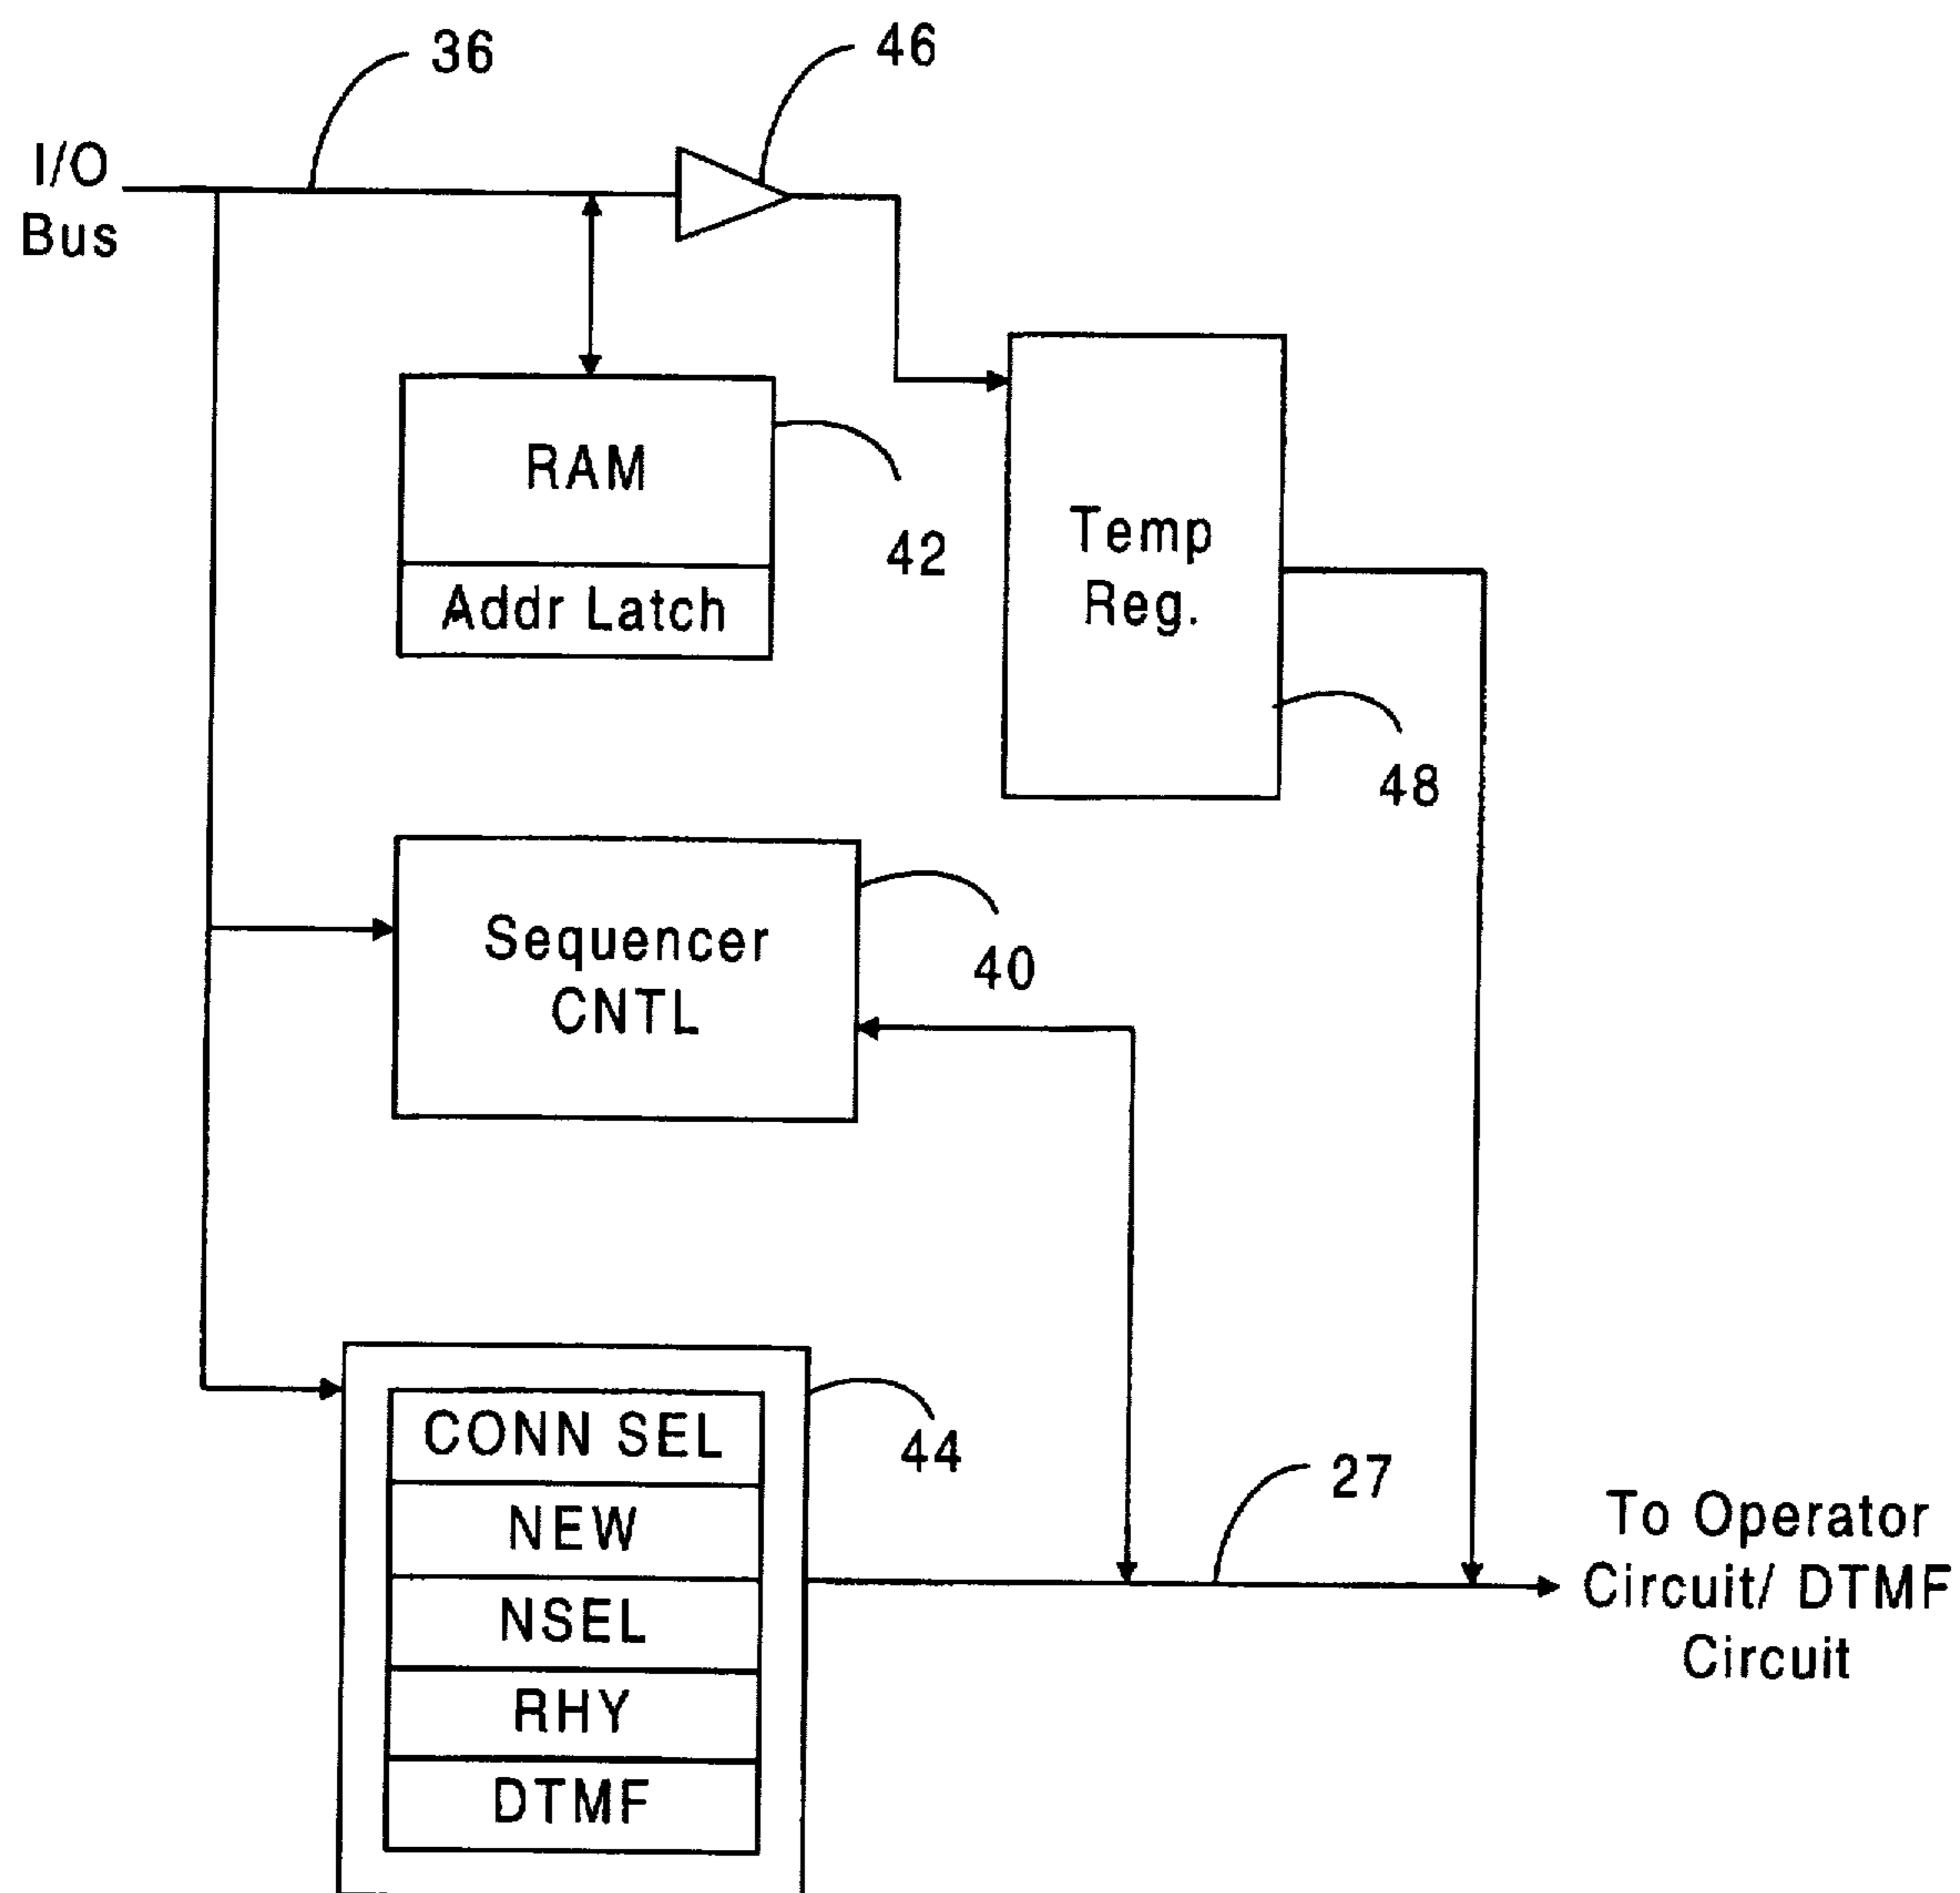 36
46
I/O
Bus
RAM
42
Addr Latch
Temp
Reg.
48
Sequencer
CNTL
40
CONN SEL
44
NEW
NSEL
RHY
DTMF
27
To Operator
Circuit/ DTMF
Circuit